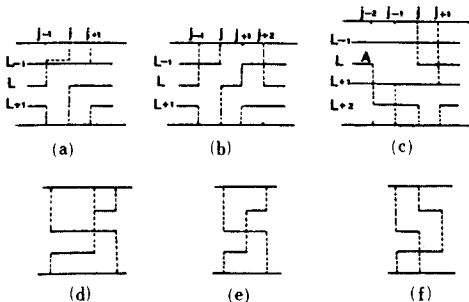 j-1 j j+1
L-1
L
L+1
(a)
j-1 j j+1 j+2
L-1
L
L+1
(b)
j-2 j-1 j j+1
L-1
L A
L+1
L+2
(c)
(d)
(e)
(f)